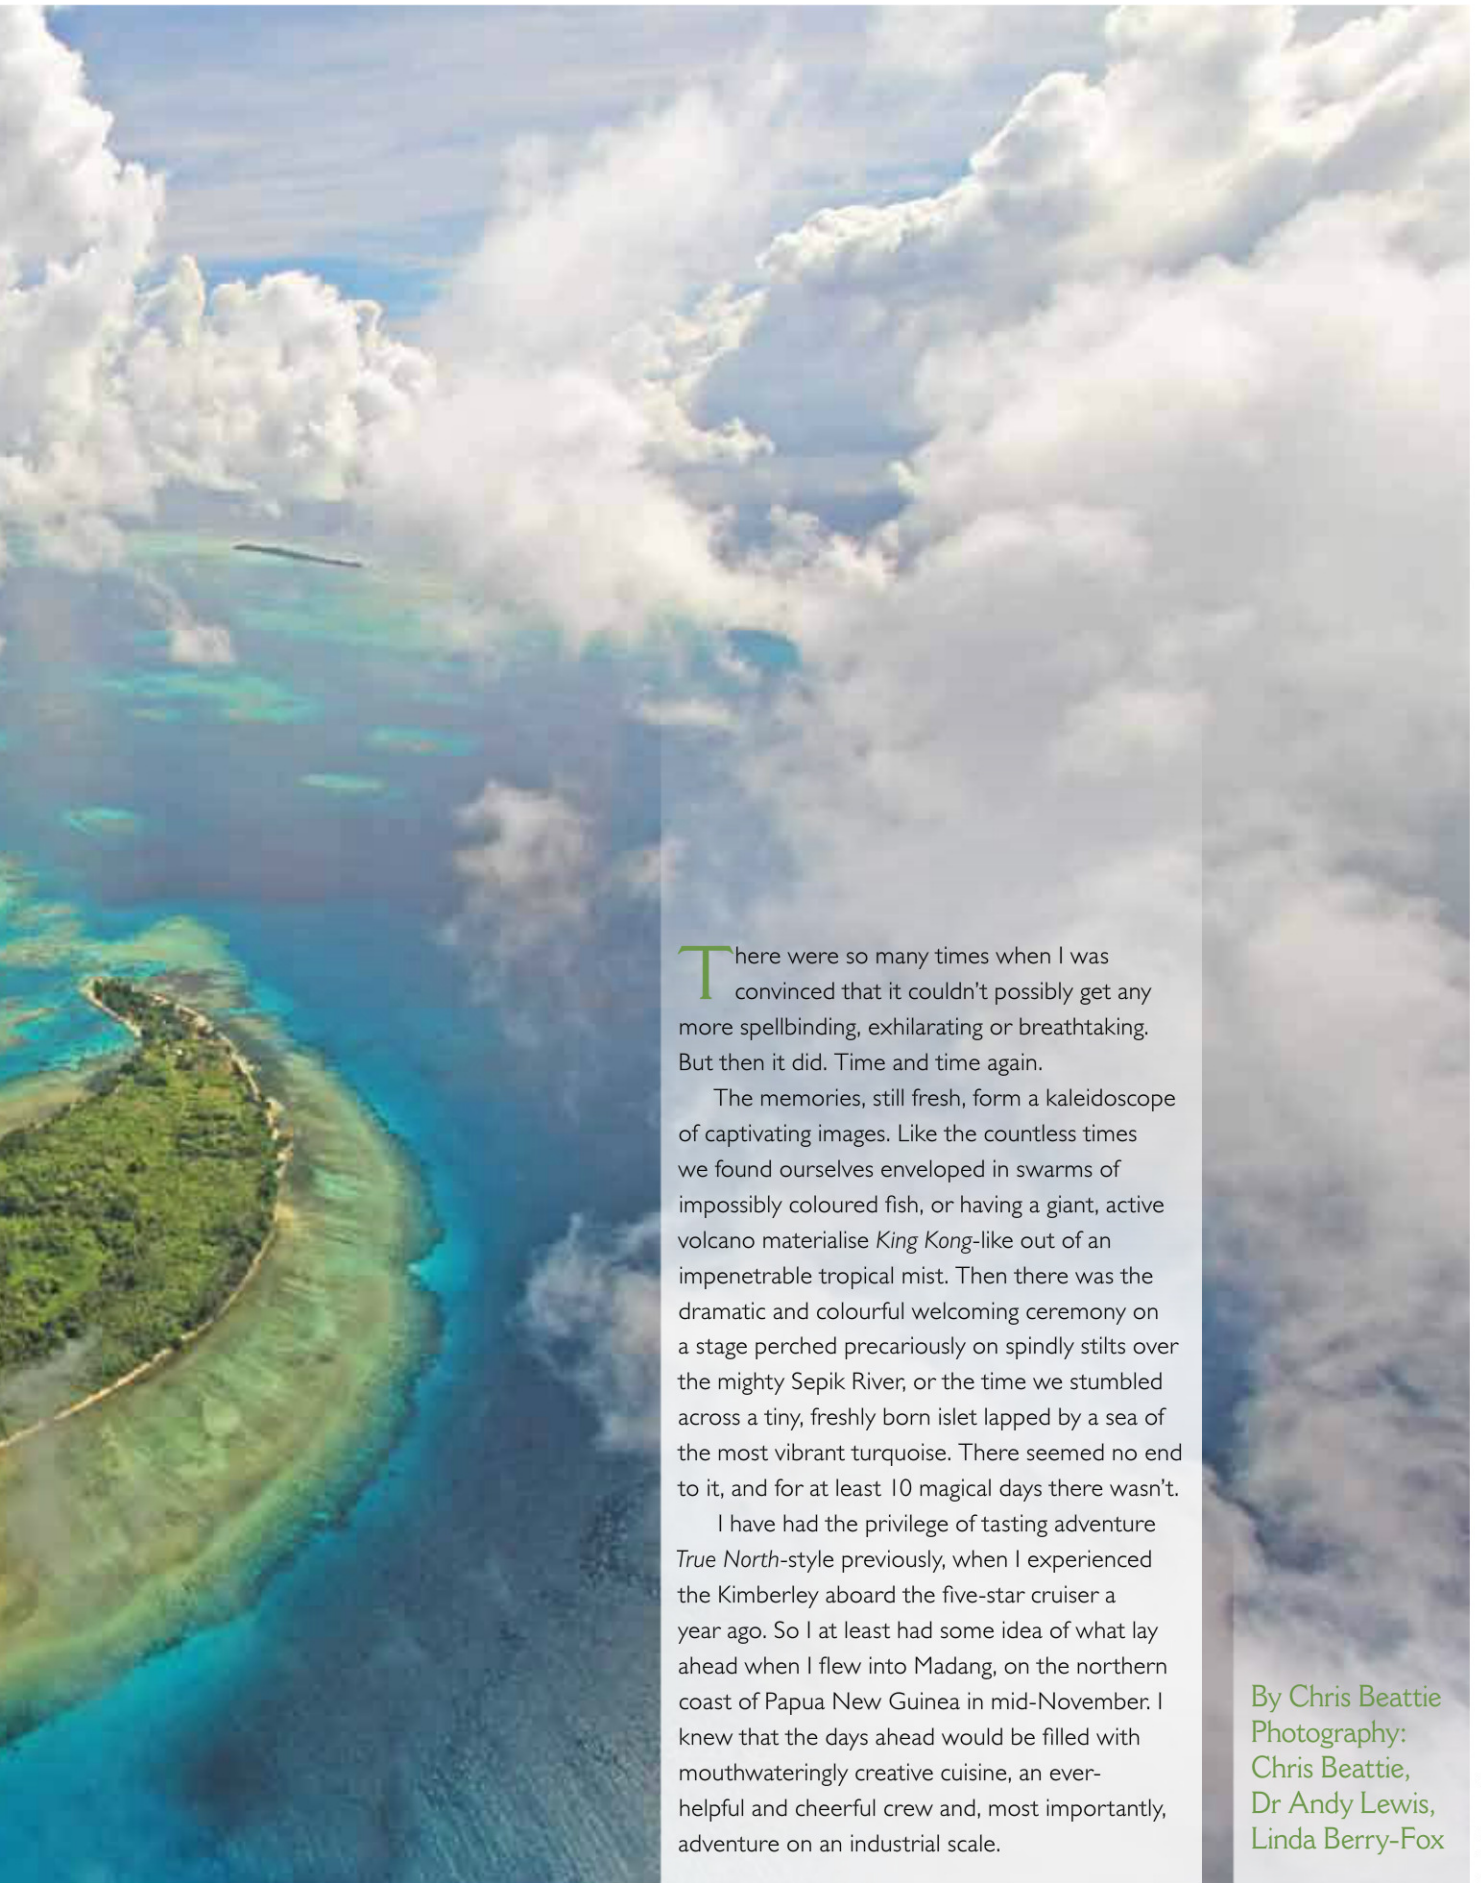 There were so many times when I was
convinced that it couldn't possibly get any
more spellbinding, exhilarating or breathtaking.
But then it did. Time and time again.
The memories, still fresh, form a kaleidoscope
of captivating images. Like the countless times
we found ourselves enveloped in swarms of
impossibly coloured fish, or having a giant, active
volcano materialise King Kong-like out of an
impenetrable tropical mist. Then there was the
dramatic and colourful welcoming ceremony on
a stage perched precariously on spindly stilts over
the mighty Sepik River, or the time we stumbled
across a tiny, freshly born islet lapped by a sea of
the most vibrant turquoise. There seemed no end
to it, and for at least 10 magical days there wasn't.
I have had the privilege of tasting adventure
True North-style previously, when I experienced
the Kimberley aboard the five-star cruiser a
year ago. So I at least had some idea of what lay
ahead when I flew into Madang, on the northern
coast of Papua New Guinea in mid-November. I
knew that the days ahead would be filled with
mouthwateringly creative cuisine, an ever-
helpful and cheerful crew and, most importantly,
adventure on an industrial scale.
By Chris Beattie
Photography:
Chris Beattie,
Dr Andy Lewis,
Linda Berry-Fox